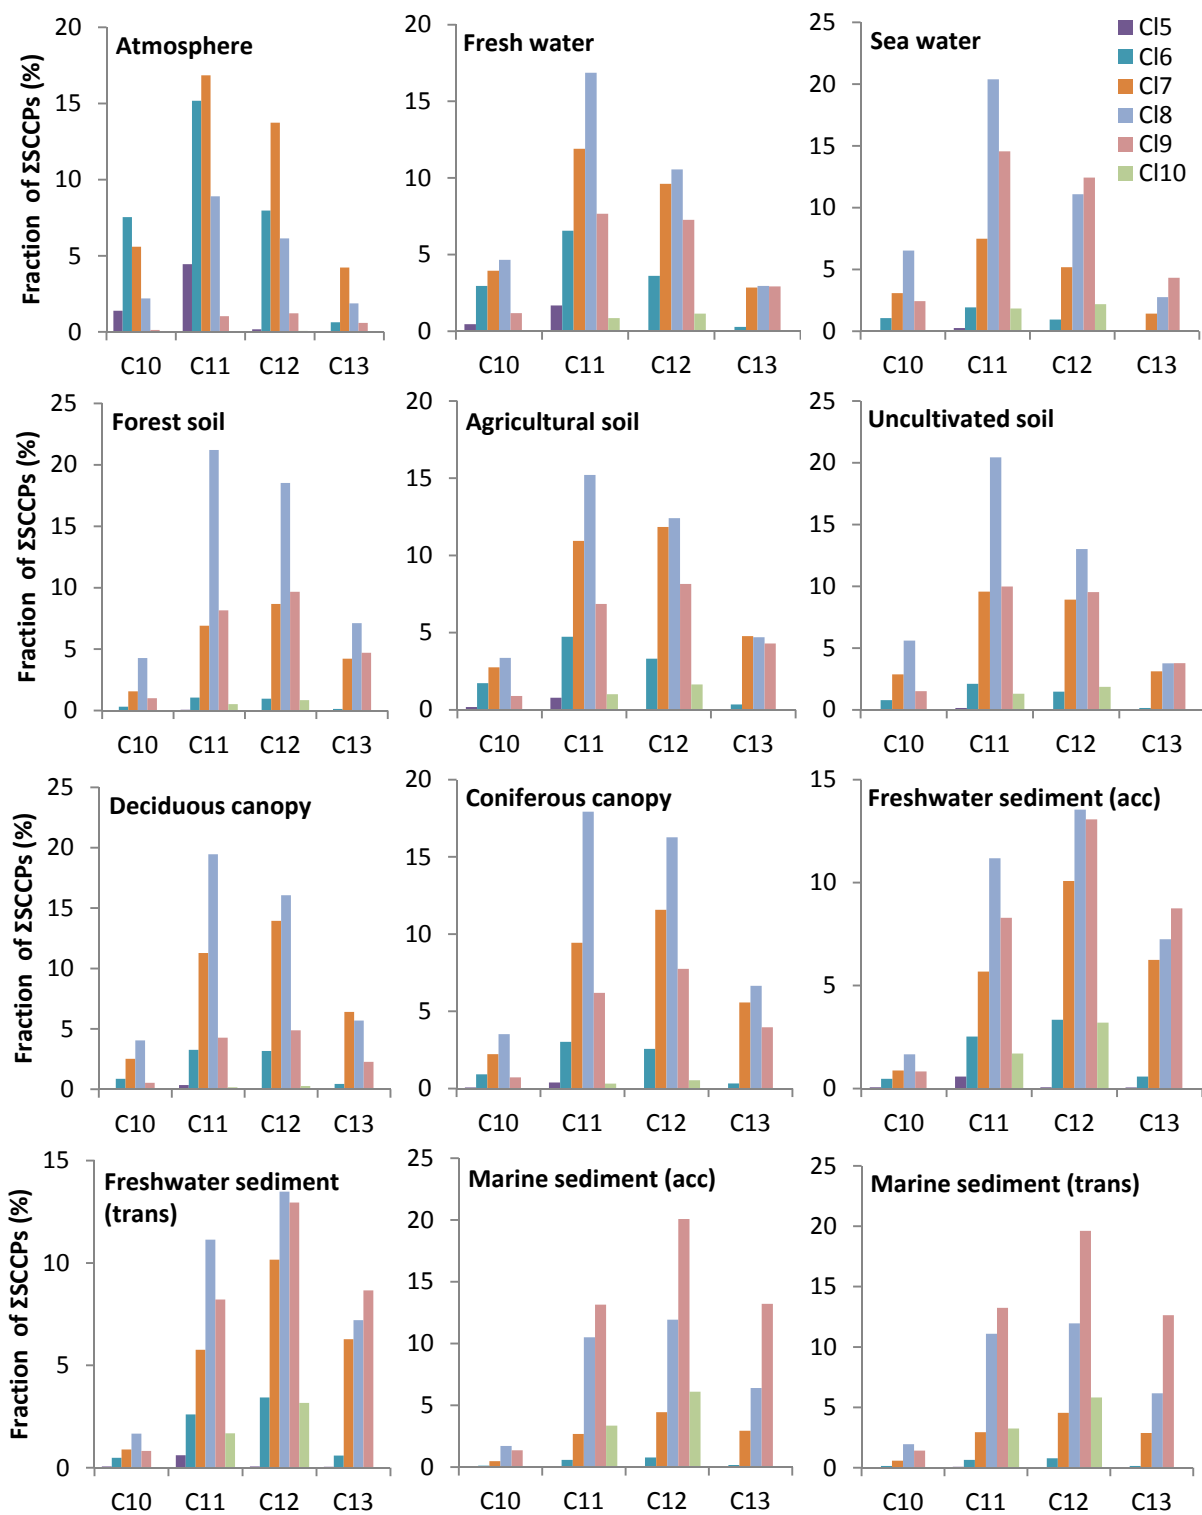 Atmosphere
Fraction of ΣSCCPs (%)
20
15
10
5
0
C10 C11 C12 C13
Fresh water
20
15
10
5
0
C10 C11 C12 C13
Sea water
25
20
15
10
5
0
C10 C11 C12 C13
Cl5
Cl6
Cl7
Cl8
Cl9
Cl10
Forest soil
Fraction of ΣSCCPs (%)
25
20
15
10
5
0
C10 C11 C12 C13
Agricultural soil
20
15
10
5
0
C10 C11 C12 C13
Uncultivated soil
25
20
15
10
5
0
C10 C11 C12 C13
Deciduous canopy
Fraction of ΣSCCPs (%)
25
20
15
10
5
0
C10 C11 C12 C13
Coniferous canopy
20
15
10
5
0
C10 C11 C12 C13
Freshwater sediment (acc)
15
10
5
0
C10 C11 C12 C13
Freshwater sediment
(trans)
Fraction of ΣSCCPs (%)
15
10
5
0
C10 C11 C12 C13
Marine sediment (acc)
25
20
15
10
5
0
C10 C11 C12 C13
Marine sediment (trans)
25
20
15
10
5
0
C10 C11 C12 C13